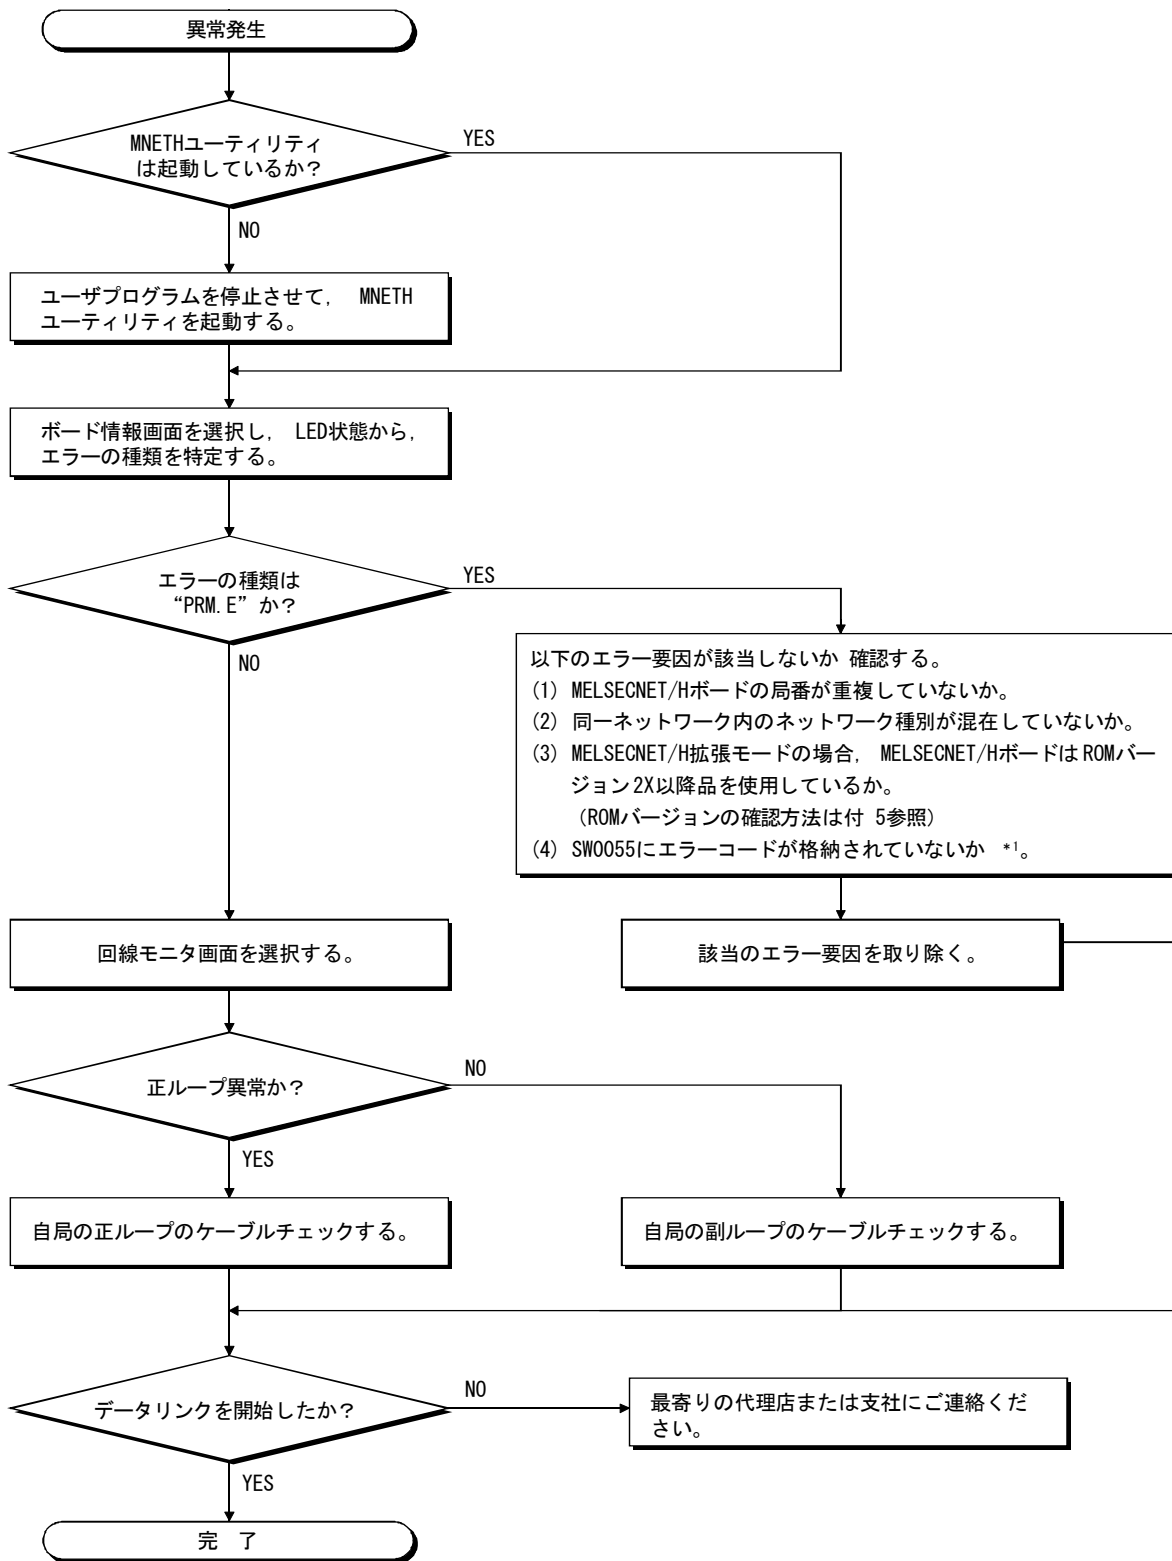 異常発生
MNETHユーティリティ
は起動しているか？
YES
NO
ユーザプログラムを停止させて， MNETH
ユーティリティを起動する。
ボード情報画面を選択し， LED状態から，
エラーの種類を特定する。
エラーの種類は
“PRM.E”か？
YES
NO
以下のエラー要因が該当しないか 確認する。
(1) MELSECNET/Hボードの局番が重複していないか。
(2) 同一ネットワーク内のネットワーク種別が混在していないか。
(3) MELSECNET/H拡張モードの場合， MELSECNET/Hボードは ROMバー
ジョン 2X以降品を使用しているか。
（ROMバージョンの確認方法は付 5参照）
(4) SW0055にエラーコードが格納されていないか *1。
回線モニタ画面を選択する。
該当のエラー要因を取り除く。
正ループ異常か？
NO
YES
自局の正ループのケーブルチェックする。
自局の副ループのケーブルチェックする。
データリンクを開始したか？
NO
最寄りの代理店または支社にご連絡くだ
さい。
YES
完 了